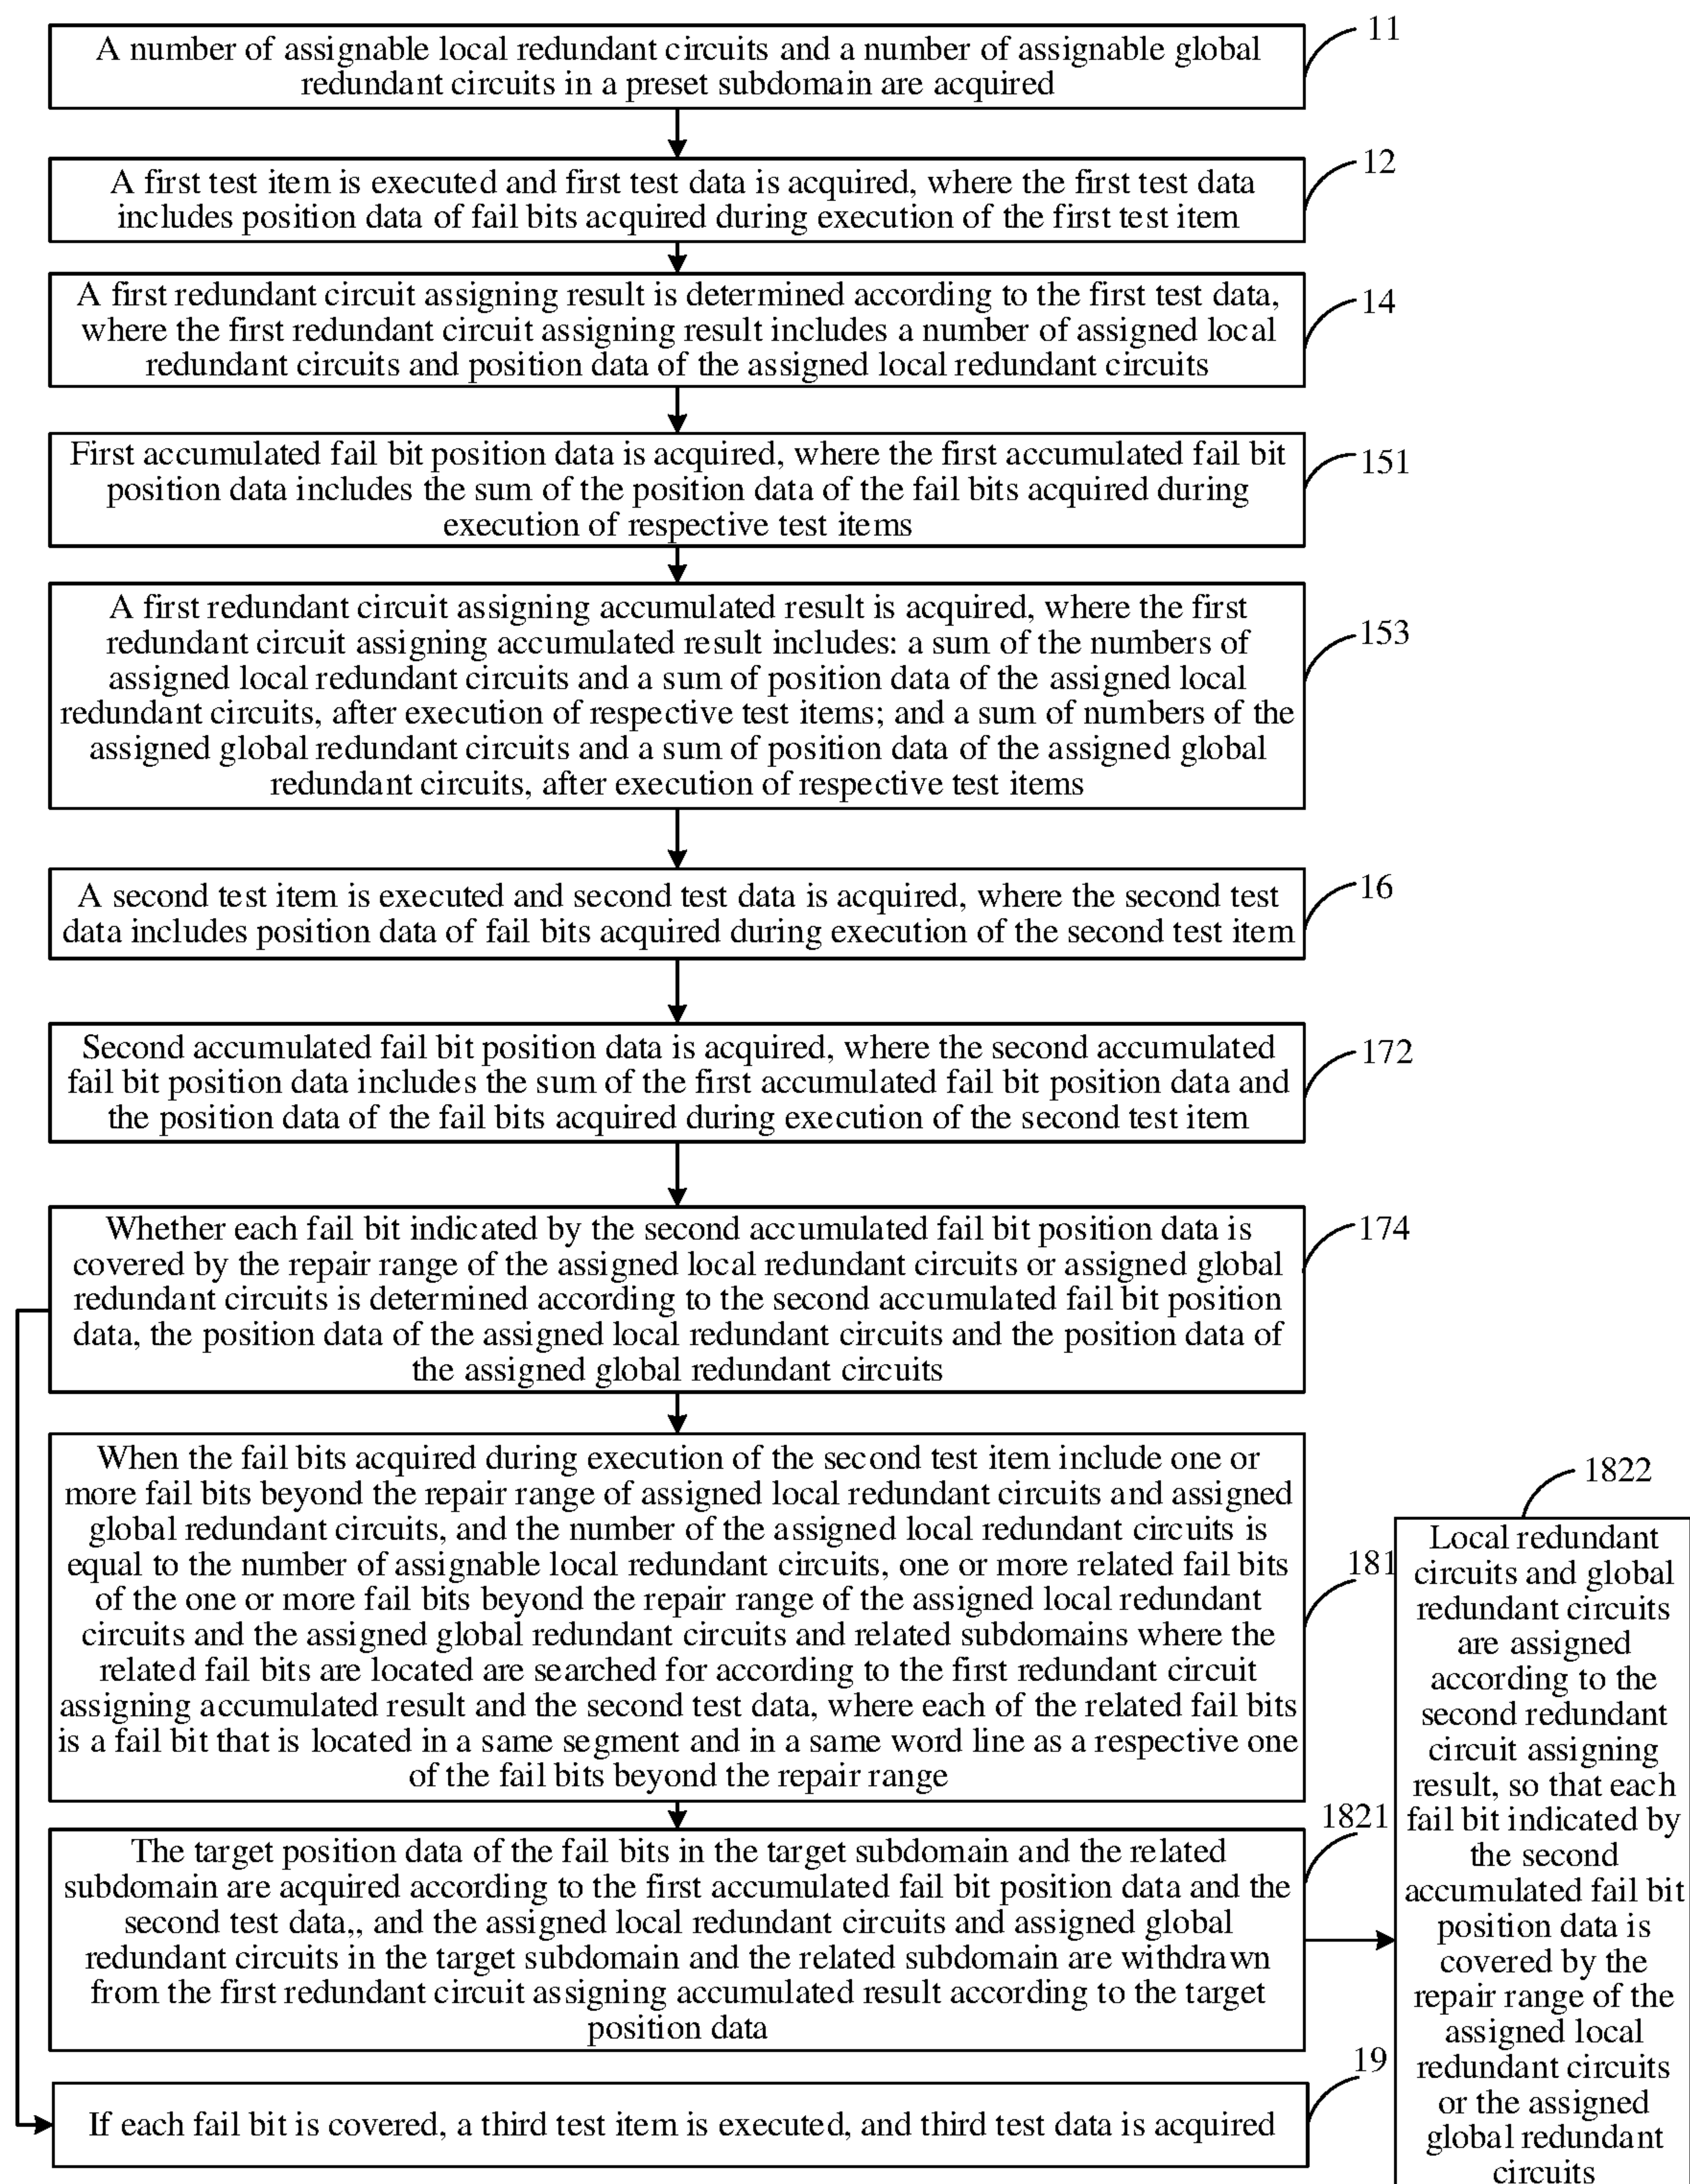 A number of assignable local redundant circuits and a number of assignable global
redundant circuits in a preset subdomain are acquired
11
A first test item is executed and first test data is acquired, where the first test data
includes position data of fail bits acquired during execution of the first test item
12
A first redundant circuit assigning result is determined according to the first test data,
where the first redundant circuit assigning result includes a number of assigned local
redundant circuits and position data of the assigned local redundant circuits
14
First accumulated fail bit position data is acquired, where the first accumulated fail bit
position data includes the sum of the position data of the fail bits acquired during
execution of respective test items
151
A first redundant circuit assigning accumulated result is acquired, where the first
redundant circuit assigning accumulated result includes: a sum of the numbers of
assigned local redundant circuits and a sum of position data of the assigned local
redundant circuits, after execution of respective test items; and a sum of numbers of the
assigned global redundant circuits and a sum of position data of the assigned global
redundant circuits, after execution of respective test items
153
A second test item is executed and second test data is acquired, where the second test
data includes position data of fail bits acquired during execution of the second test item
16
Second accumulated fail bit position data is acquired, where the second accumulated
fail bit position data includes the sum of the first accumulated fail bit position data and
the position data of the fail bits acquired during execution of the second test item
172
Whether each fail bit indicated by the second accumulated fail bit position data is
covered by the repair range of the assigned local redundant circuits or assigned global
redundant circuits is determined according to the second accumulated fail bit position
data, the position data of the assigned local redundant circuits and the position data of
the assigned global redundant circuits
174
When the fail bits acquired during execution of the second test item include one or
more fail bits beyond the repair range of assigned local redundant circuits and assigned
global redundant circuits, and the number of the assigned local redundant circuits is
equal to the number of assignable local redundant circuits, one or more related fail bits
of the one or more fail bits beyond the repair range of the assigned local redundant
circuits and the assigned global redundant circuits and related subdomains where the
related fail bits are located are searched for according to the first redundant circuit
assigning accumulated result and the second test data, where each of the related fail bits
is a fail bit that is located in a same segment and in a same word line as a respective one
of the fail bits beyond the repair range
181
The target position data of the fail bits in the target subdomain and the related
subdomain are acquired according to the first accumulated fail bit position data and the
second test data,, and the assigned local redundant circuits and assigned global
redundant circuits in the target subdomain and the related subdomain are withdrawn
from the first redundant circuit assigning accumulated result according to the target
position data
1821
1822
Local redundant
circuits and global
redundant circuits
are assigned
according to the
second redundant
circuit assigning
result, so that each
fail bit indicated by
the second
accumulated fail bit
position data is
covered by the
repair range of the
assigned local
redundant circuits
or the assigned
global redundant
circuits
If each fail bit is covered, a third test item is executed, and third test data is acquired
19